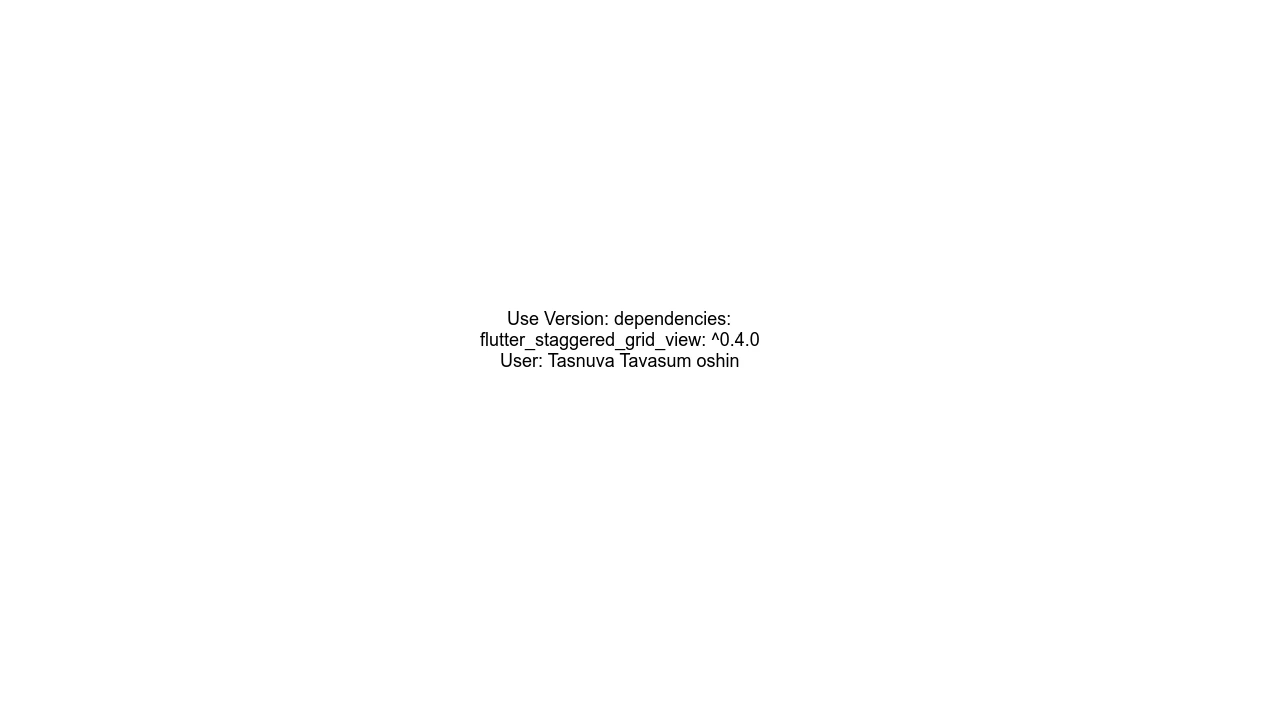 Use Version: dependencies:
flutter_staggered_grid_view: ^0.4.0
User: Tasnuva Tavasum oshin